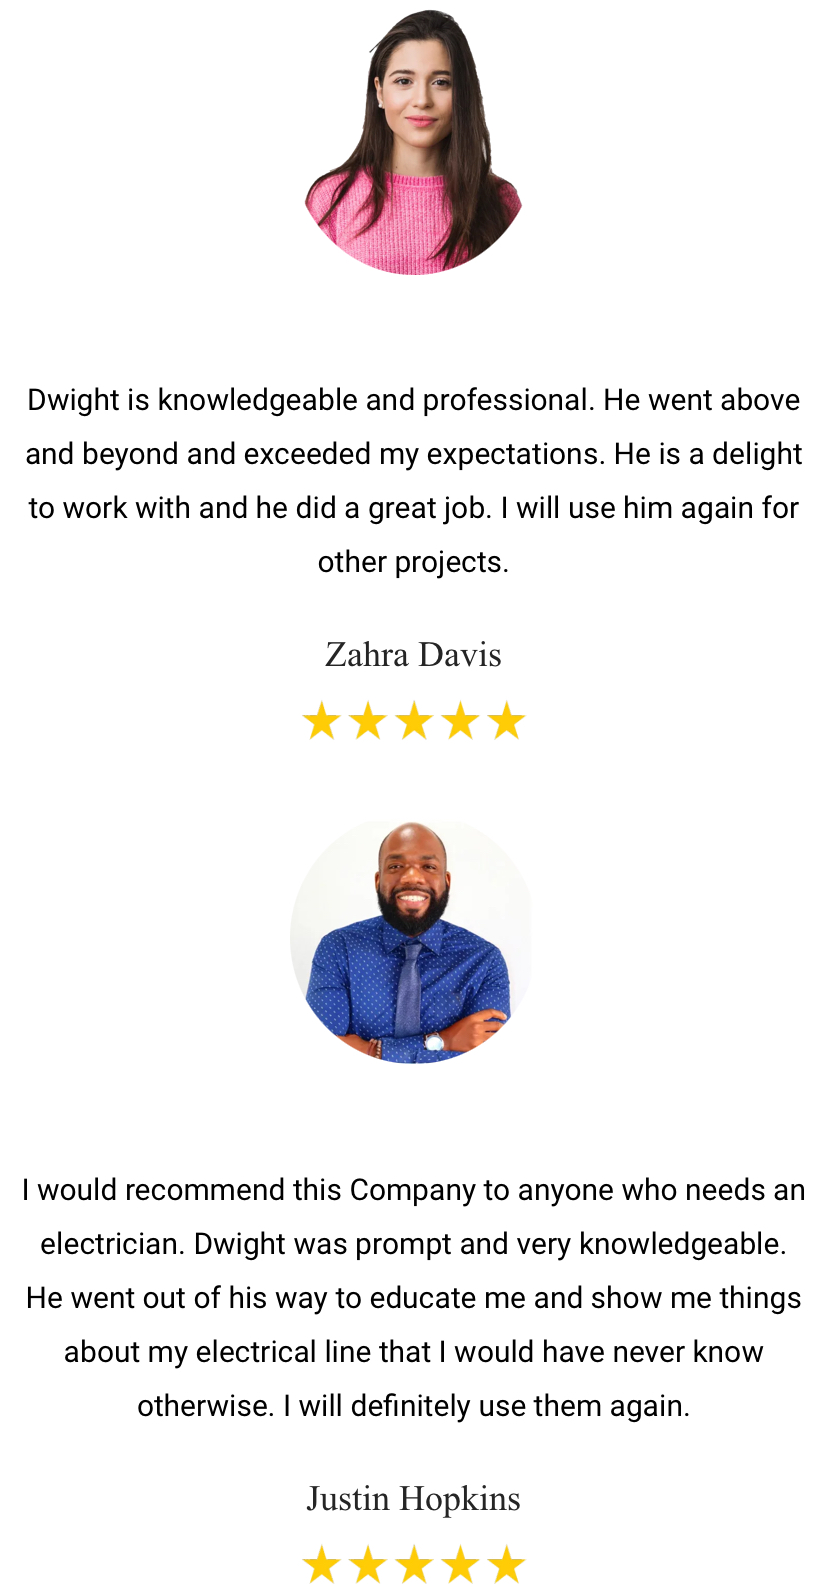 Dwight is knowledgeable and professional. He went above
and beyond and exceeded my expectations. He is a delight
to work with and he did a great job. I will use him again for
other projects.
Zahra Davis
I would recommend this Company to anyone who needs an
electrician. Dwight was prompt and very knowledgeable.
He went out of his way to educate me and show me things
about my electrical line that I would have never know
otherwise. I will definitely use them again.
Justin Hopkins